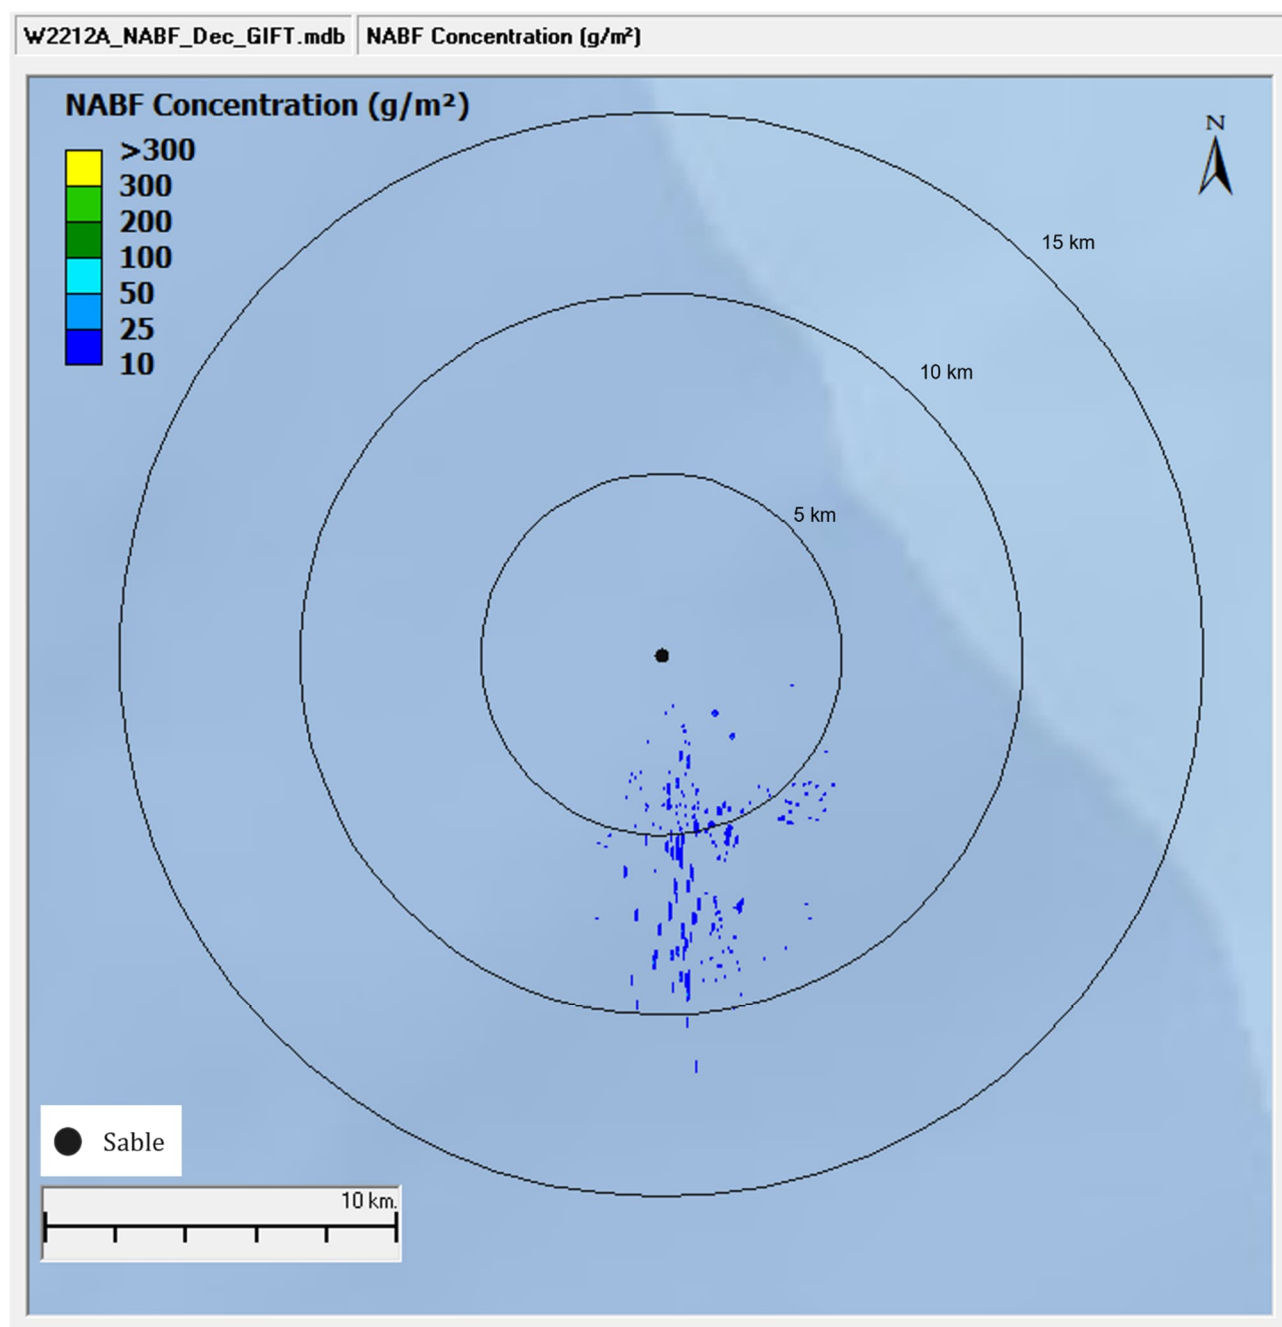 W2212A_NABF_Dec_GIFT.mdb NABF Concentration (g/m²)
NABF Concentration (g/m²)
>300
300
200
100
50
25
10
N
15 km
10 km
5 km
Sable
10 km.